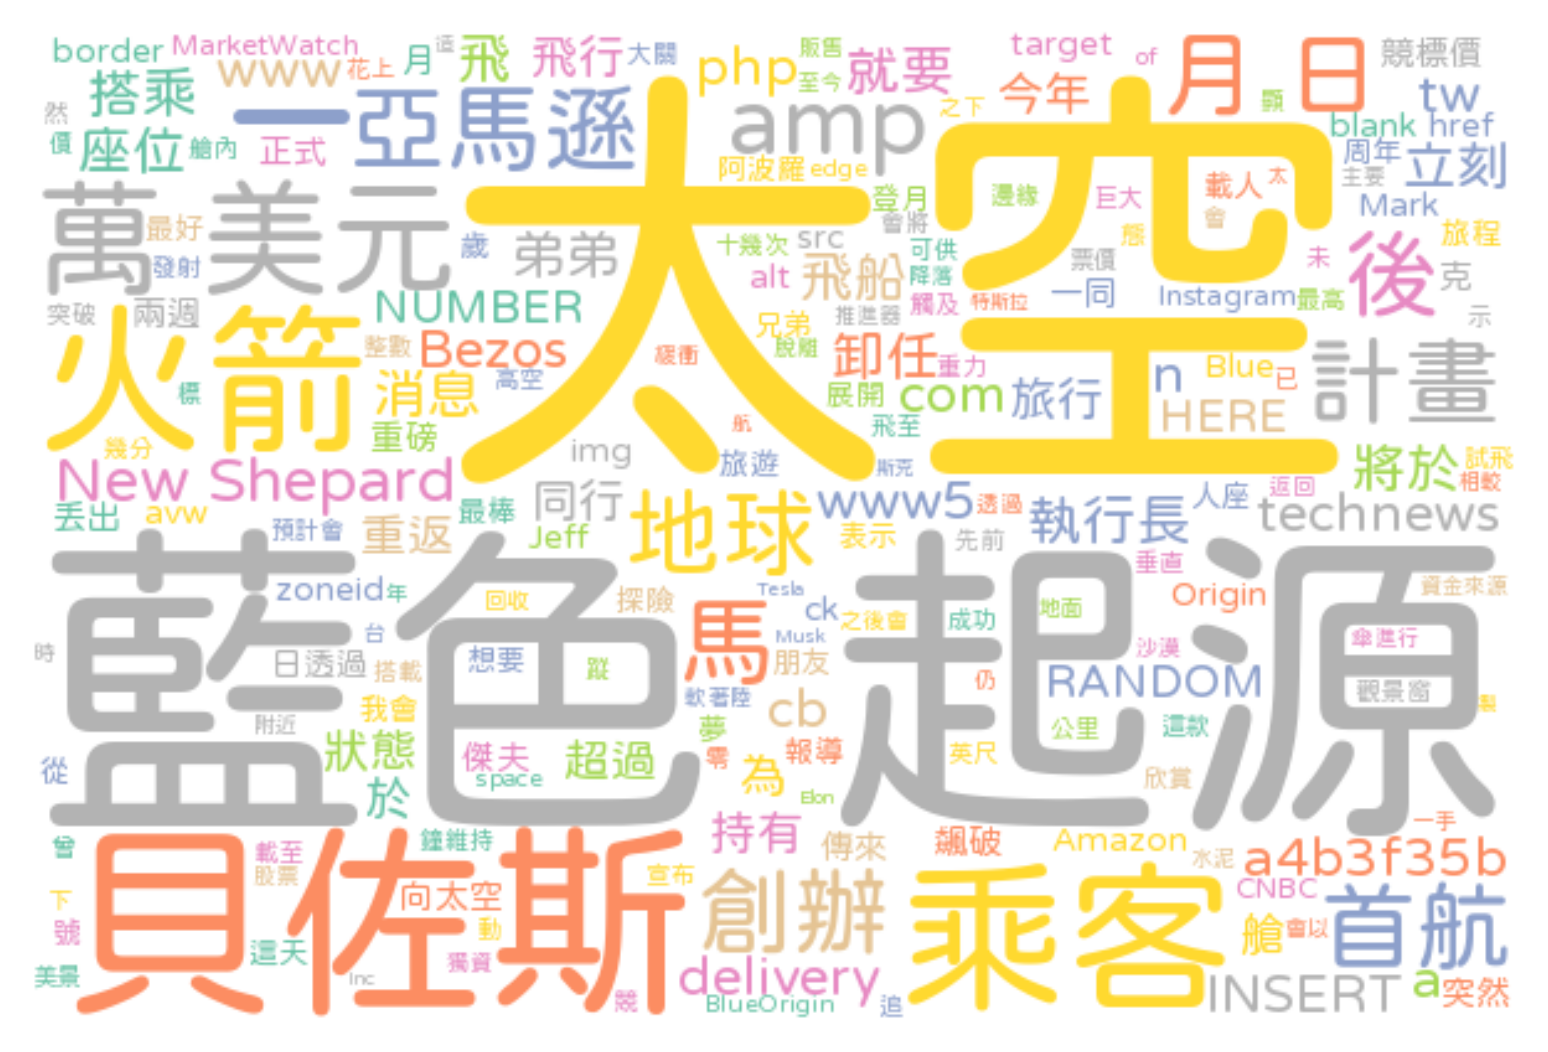 border MarketWatch 月 造 飛 飛行 大關 php 販售 就要 target of 月 日 競標價
搭乘 www 花上 一 亞馬遜 至今 amp 之下 今年 顆 tw
然 價 座位 艙內 正式 太空 阿波羅 edge blank href
周年 立刻 主要
萬 美元 最好 發射 歲 弟弟 登月 會將 邊緣 巨大 載人 太 會 Mark 旅程
十幾次 src 可供 態 票價 未 後 克
alt 飛船 降落 一同 Instagram 最高
突破 兩週 NUMBER 兄弟 推進器 觸及 特斯拉 示
火箭 整數 Bezos 緩衝 脫離 卸任 重力 Blue 已 計畫
標 消息 高空 展開 com 旅行 n HERE
幾分 重磅 航 飛至
New Shepard img 旅遊 斯克 將於 試飛 相較
丟出 avw 最棒 同行 地球 www5 透過 執行長 人座 返回 technews
預計會 重返 Jeff 表示 先前
藍色起源 垂直
zoneid 年 回收 探險 Tesla ck 之後會 成功 地面 Origin 資金來源
時 台 日透過 搭載 想要 蹤 馬 Musk 朋友 仍 沙漠 傘進行
附近 我會 軟著陸 cb RANDOM 觀景窗 製
狀態 傑夫 超過 夢 零 報導 英尺 公里 這款
從 於 space 為 Elon 欣賞
曾 鐘維持 持有 傳來 飆破 Amazon 水泥 一手 a4b3f35b
載至 股票 貝佐斯 宣布 創辦 乘客 CNBC 首航
下 號 向太空 動 艙 會以
美景 這天 Inc 獨資 競 delivery BlueOrigin 追 INSERT a 突然